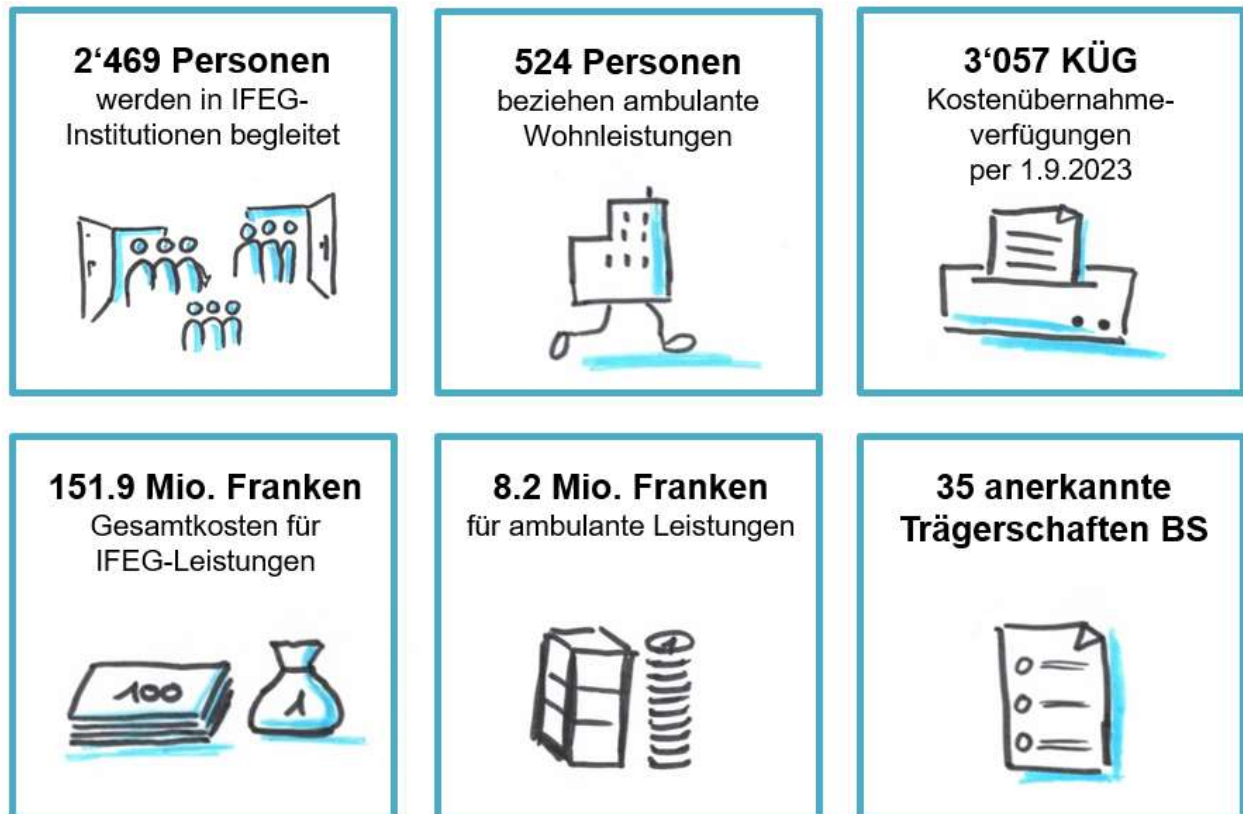 2‘469 Personen
werden in IFEG-
Institutionen begleitet
524 Personen
beziehen ambulante
Wohnleistungen
3‘057 KÜG
Kostenübernahme-
verfügungen
per 1.9.2023
151.9 Mio. Franken
Gesamtkosten für
IFEG-Leistungen
100
1
8.2 Mio. Franken
für ambulante Leistungen
1
35 anerkannte
Trägerschaften BS